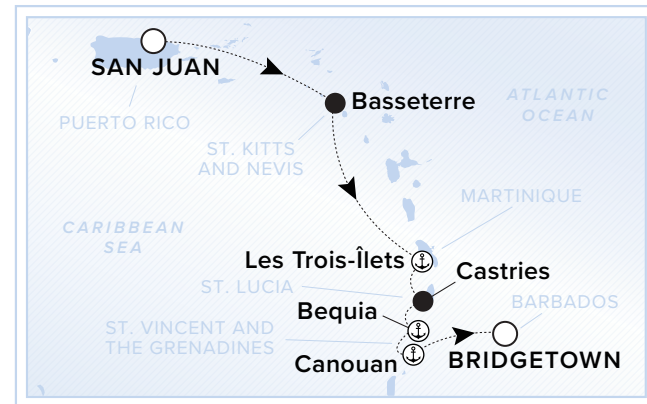 SAN JUAN
PUERTO RICO
Basseterre
ATLANTIC
OCEAN
ST. KITTS
AND NEVIS
MARTINIQUE
CARIBBEAN
SEA
Les Trois-Îlets
Castries
ST. LUCIA
BARBADOS
Bequia
ST. VINCENT AND
THE GRENADINES
Canouan
BRIDGETOWN